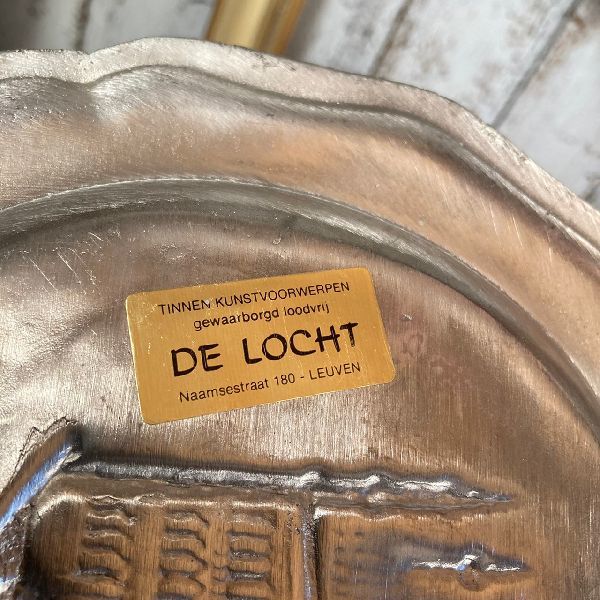 TINNEN KUNSTVOORWERPEN
gewaarborgd loodvrij
DE LOCHT
Naamsestraat 180 - LEUVEN